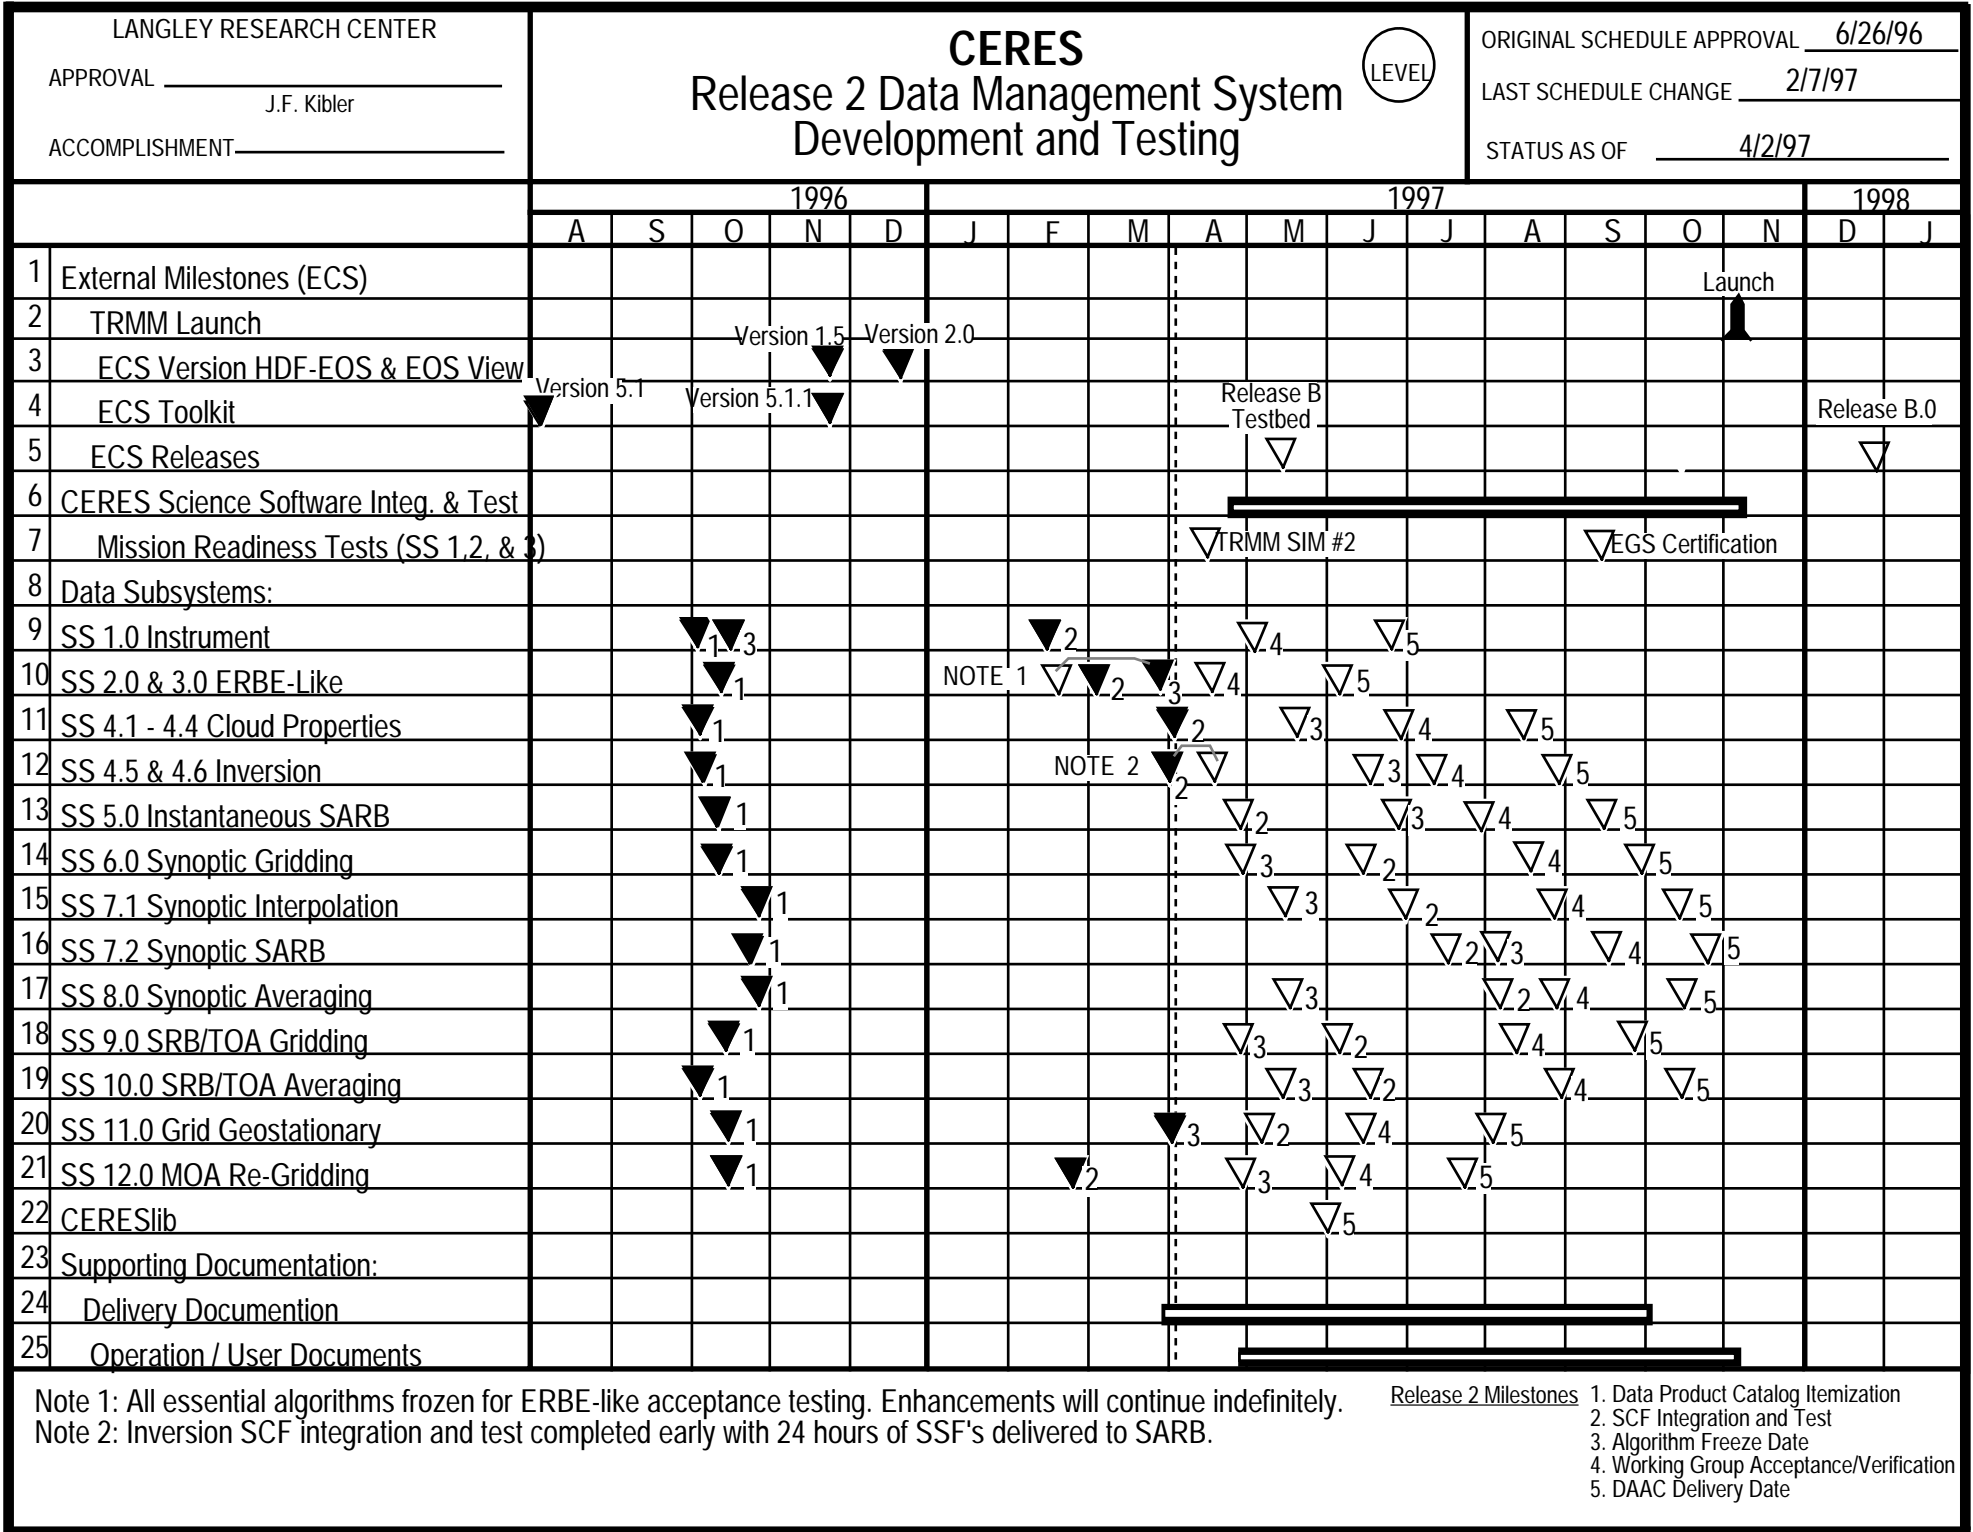 LANGLEY RESEARCH CENTER
APPROVAL
J.F. Kibler
ACCOMPLISHMENT
CERES
Release 2 Data Management System
Development and Testing
LEVEL
ORIGINAL SCHEDULE APPROVAL 6/26/96
LAST SCHEDULE CHANGE 2/7/97
STATUS AS OF 4/2/97
1996 1997 1998
A S O N D J F M A M J J A S O N D J
1 External Milestones (ECS)
Launch
2 TRMM Launch
Version 1.5 Version 2.0
3 ECS Version HDF-EOS & EOS View
Version 5.1 Version 5.1.1
4 ECS Toolkit
Release B
Testbed
Release B.0
5 ECS Releases
6 CERES Science Software Integ. & Test
7 Mission Readiness Tests (SS 1,2, & 3) TRMM SIM #2 EGS Certification
8 Data Subsystems:
9 SS 1.0 Instrument 1 3 2 4 5
10 SS 2.0 & 3.0 ERBE-Like 1 NOTE 1 2 3 4 5
11 SS 4.1 - 4.4 Cloud Properties 1 2 3 4 5
12 SS 4.5 & 4.6 Inversion 1 NOTE 2 2 3 4 5
13 SS 5.0 Instantaneous SARB 1 2 3 4 5
14 SS 6.0 Synoptic Gridding 1 3 2 4 5
15 SS 7.1 Synoptic Interpolation 1 3 2 4 5
16 SS 7.2 Synoptic SARB 1 2 3 4 5
17 SS 8.0 Synoptic Averaging 1 3 2 4 5
18 SS 9.0 SRB/TOA Gridding 1 3 2 4 5
19 SS 10.0 SRB/TOA Averaging 1 3 2 4 5
20 SS 11.0 Grid Geostationary 1 3 2 4 5
21 SS 12.0 MOA Re-Gridding 1 2 3 4 5
22 CERESlib 5
23 Supporting Documentation:
24 Delivery Documention
25 Operation / User Documents
Note 1: All essential algorithms frozen for ERBE-like acceptance testing. Enhancements will continue indefinitely.
Note 2: Inversion SCF integration and test completed early with 24 hours of SSF's delivered to SARB.
Release 2 Milestones 1. Data Product Catalog Itemization
2. SCF Integration and Test
3. Algorithm Freeze Date
4. Working Group Acceptance/Verification
5. DAAC Delivery Date